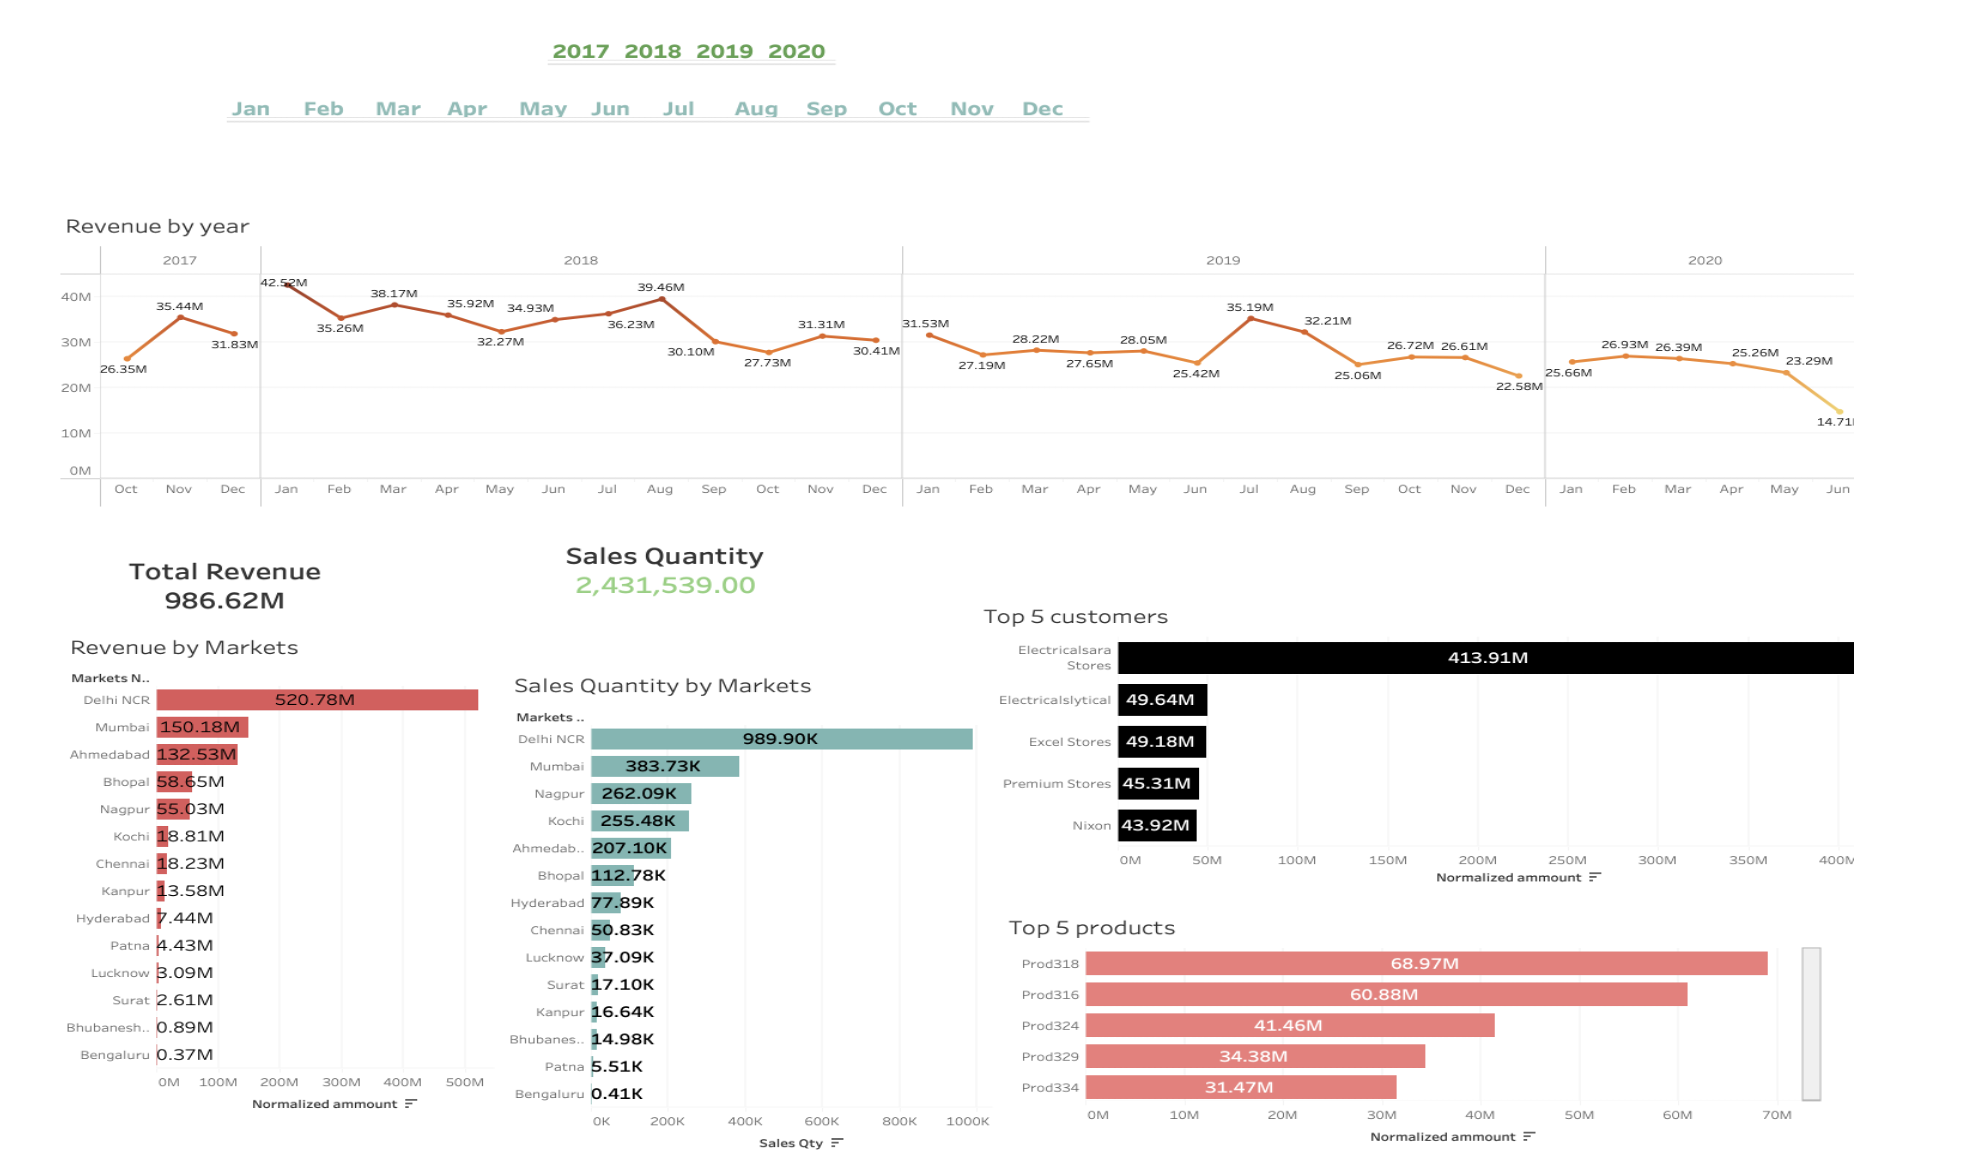 2017 2018 2019 2020
Jan Feb Mar Apr May Jun Jul Aug Sep Oct Nov Dec
Revenue by year
2017 2018 2019 2020
40M
30M
20M
10M
0M
26.35M 35.44M 31.83M 42.52M 35.26M 38.17M 35.92M 32.27M 34.93M 36.23M 39.46M 30.10M 27.73M 31.31M 30.41M 31.53M 27.19M 28.22M 27.65M 28.05M 25.42M 35.19M 32.21M 25.06M 26.72M 26.61M 22.58M 25.66M 26.93M 26.39M 25.26M 23.29M 14.71
Oct Nov Dec Jan Feb Mar Apr May Jun Jul Aug Sep Oct Nov Dec Jan Feb Mar Apr May Jun Jul Aug Sep Oct Nov Dec Jan Feb Mar Apr May Jun
Total Revenue
986.62M
Sales Quantity
2,431,539.00
Revenue by Markets
Markets N..
Delhi NCR 520.78M
Mumbai 150.18M
Ahmedabad 132.53M
Bhopal 58.65M
Nagpur 55.03M
Kochi 18.81M
Chennai 18.23M
Kanpur 13.58M
Hyderabad 7.44M
Patna 4.43M
Lucknow 3.09M
Surat 2.61M
Bhubanesh.. 0.89M
Bengaluru 0.37M
0M 100M 200M 300M 400M 500M
Normalized ammount
Sales Quantity by Markets
Markets ..
Delhi NCR 989.90K
Mumbai 383.73K
Nagpur 262.09K
Kochi 255.48K
Ahmedab.. 207.10K
Bhopal 112.78K
Hyderabad 77.89K
Chennai 50.83K
Lucknow 37.09K
Surat 17.10K
Kanpur 16.64K
Bhubanes.. 14.98K
Patna 5.51K
Bengaluru 0.41K
0K 200K 400K 600K 800K 1000K
Sales Qty
Top 5 customers
Electricalsara
Stores 413.91M
Electricalslytical 49.64M
Excel Stores 49.18M
Premium Stores 45.31M
Nixon 43.92M
0M 50M 100M 150M 200M 250M 300M 350M 400M
Normalized ammount
Top 5 products
Prod318 68.97M
Prod316 60.88M
Prod324 41.46M
Prod329 34.38M
Prod334 31.47M
0M 10M 20M 30M 40M 50M 60M 70M
Normalized ammount